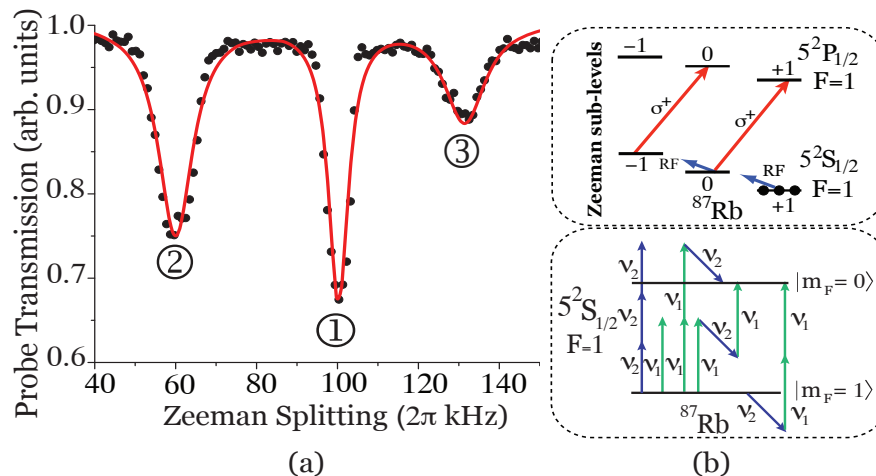 Probe Transmission (arb. units)
1.0
0.9
0.8
0.7
0.6
①
②
③
40 60 80 100 120 140
Zeeman Splitting (2π kHz)
(a)
Zeeman sub-levels
−1 0 +1
5²P₁/₂
F=1
σ⁺ σ⁺
−1 RF 0 RF +1
5²S₁/₂
F=1
⁸⁷Rb
ν₂ ν₂
|m_F= 0⟩
5²S₁/₂
F=1
ν₂ ν₁ ν₂ ν₁ ν₁
ν₂ ν₁ ν₁ ν₁
|m_F= 1⟩
⁸⁷Rb ν₂ ν₁
(b)